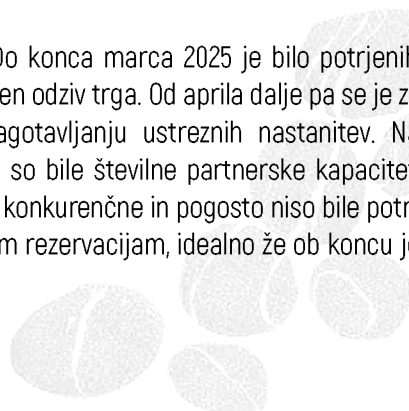 Do konca marca 2025 je bilo potrjenih
en odziv trga. Od aprila dalje pa se je z
agotavljanju ustreznih nastanitev. Na
so bile številne partnerske kapacitet
konkurenčne in pogosto niso bile potr
m rezervacijam, idealno že ob koncu je